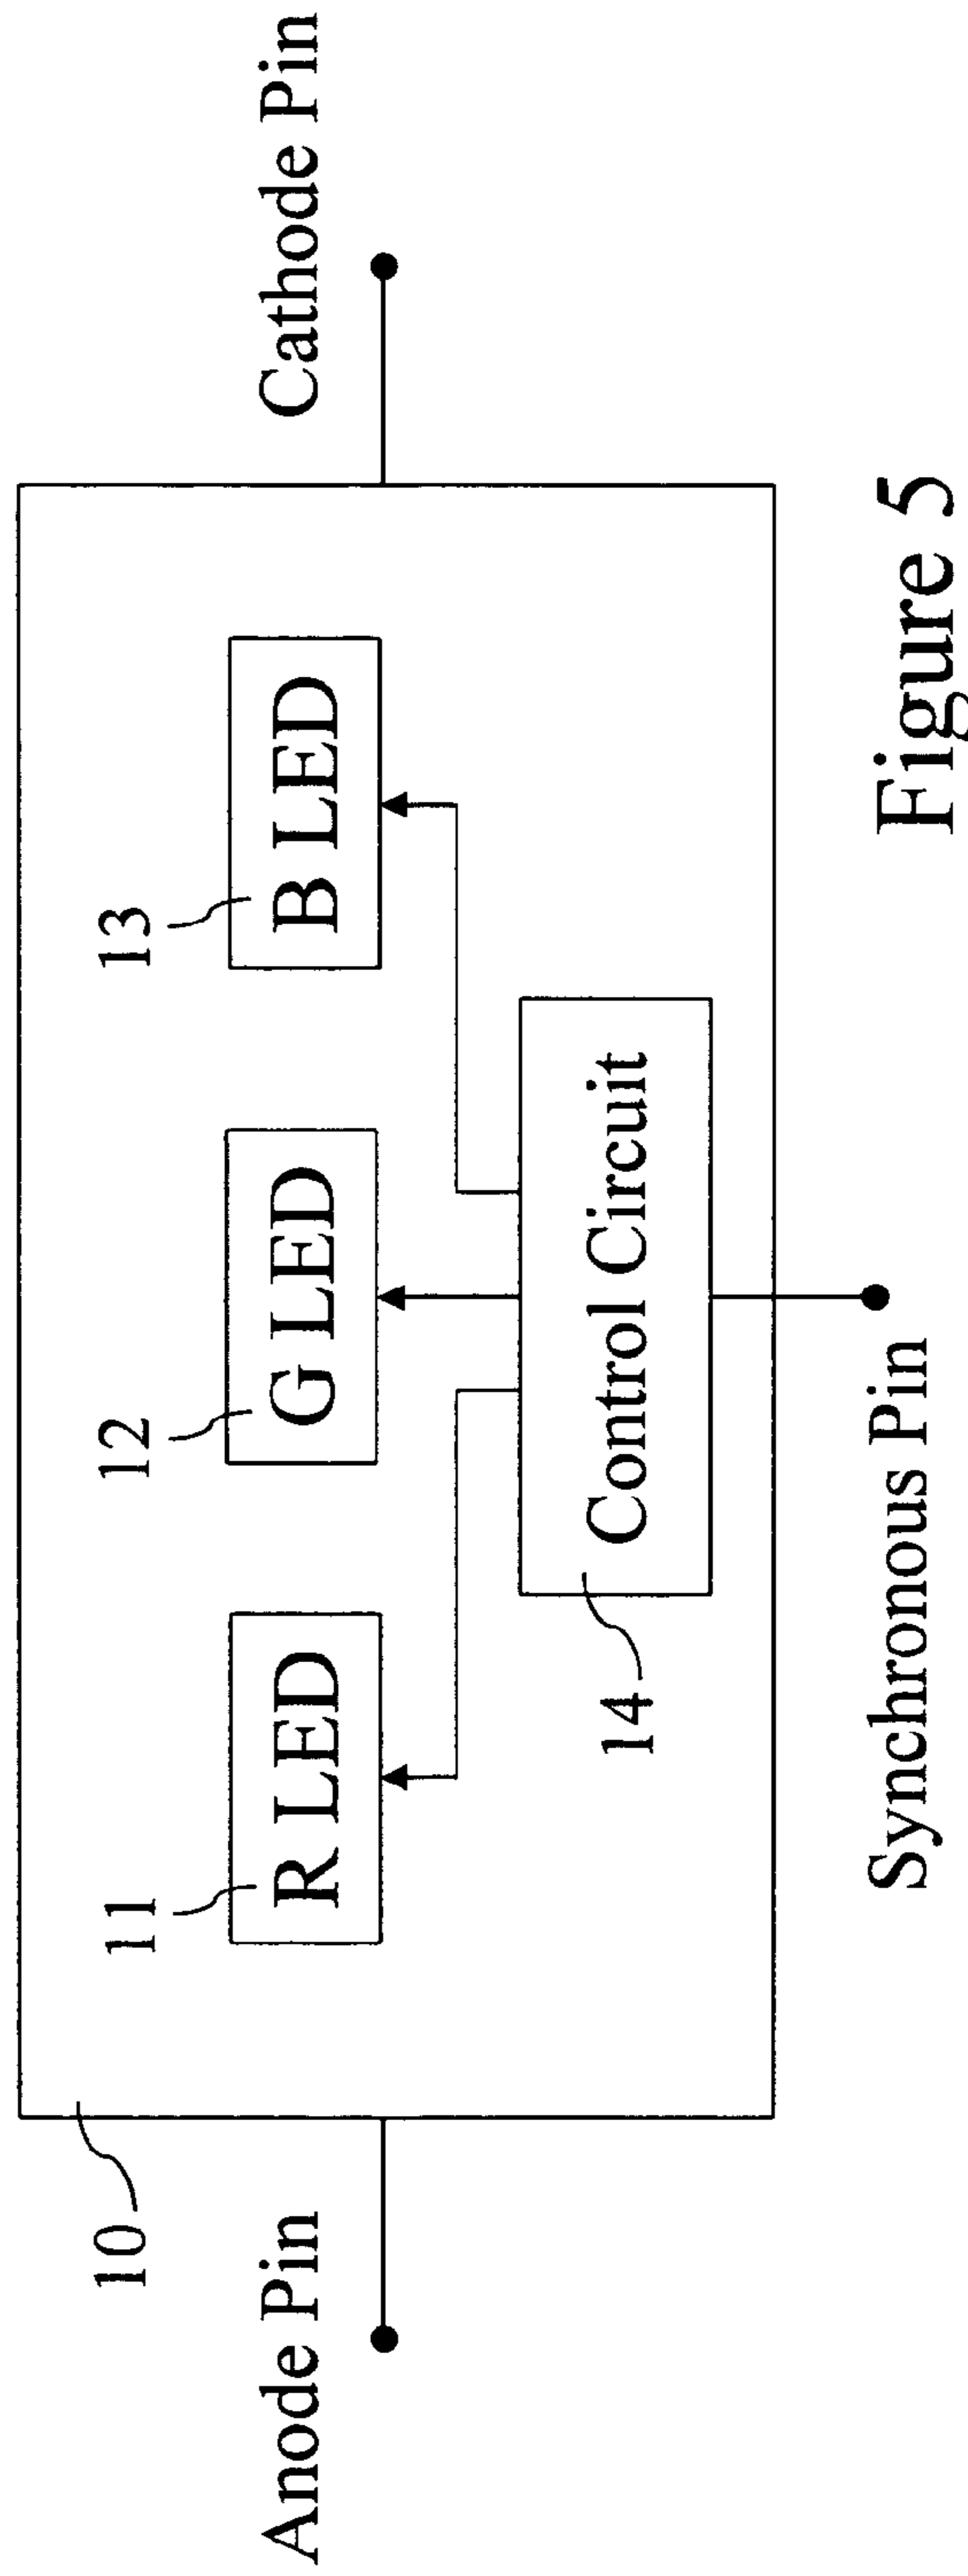 10
11
12
13
R LED
G LED
B LED
Anode Pin
Cathode Pin
14
Control Circuit
Synchronous Pin
Figure 5